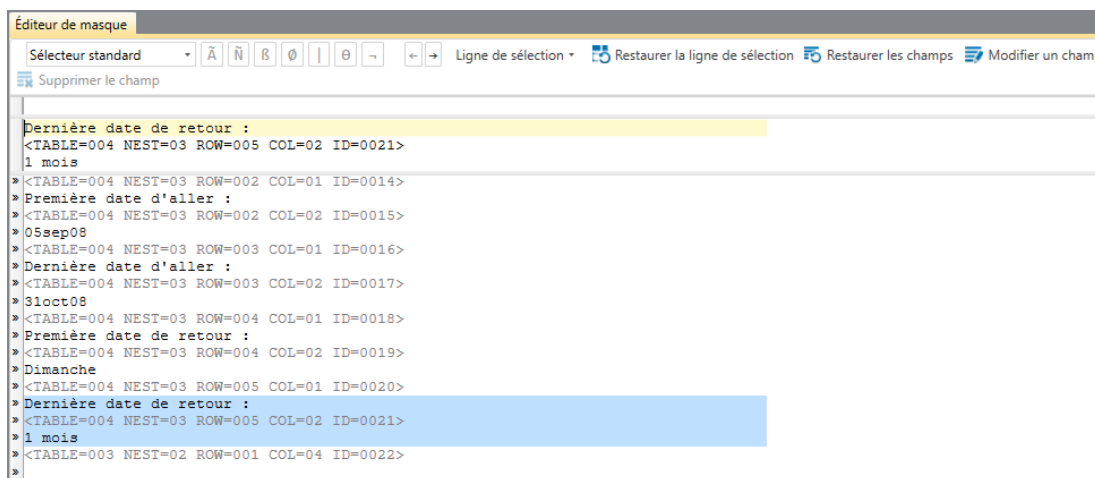 Éditeur de masque
Sélecteur standard Ã Ñ ß Ø | θ ¬ ← → Ligne de sélection Restaurer la ligne de sélection Restaurer les champs Modifier un cham
Supprimer le champ
Dernière date de retour :
<TABLE=004 NEST=03 ROW=005 COL=02 ID=0021>
1 mois
» <TABLE=004 NEST=03 ROW=002 COL=01 ID=0014>
» Première date d'aller :
» <TABLE=004 NEST=03 ROW=002 COL=02 ID=0015>
» 05sep08
» <TABLE=004 NEST=03 ROW=003 COL=01 ID=0016>
» Dernière date d'aller :
» <TABLE=004 NEST=03 ROW=003 COL=02 ID=0017>
» 31oct08
» <TABLE=004 NEST=03 ROW=004 COL=01 ID=0018>
» Première date de retour :
» <TABLE=004 NEST=03 ROW=004 COL=02 ID=0019>
» Dimanche
» <TABLE=004 NEST=03 ROW=005 COL=01 ID=0020>
» Dernière date de retour :
» <TABLE=004 NEST=03 ROW=005 COL=02 ID=0021>
» 1 mois
» <TABLE=003 NEST=02 ROW=001 COL=04 ID=0022>
»